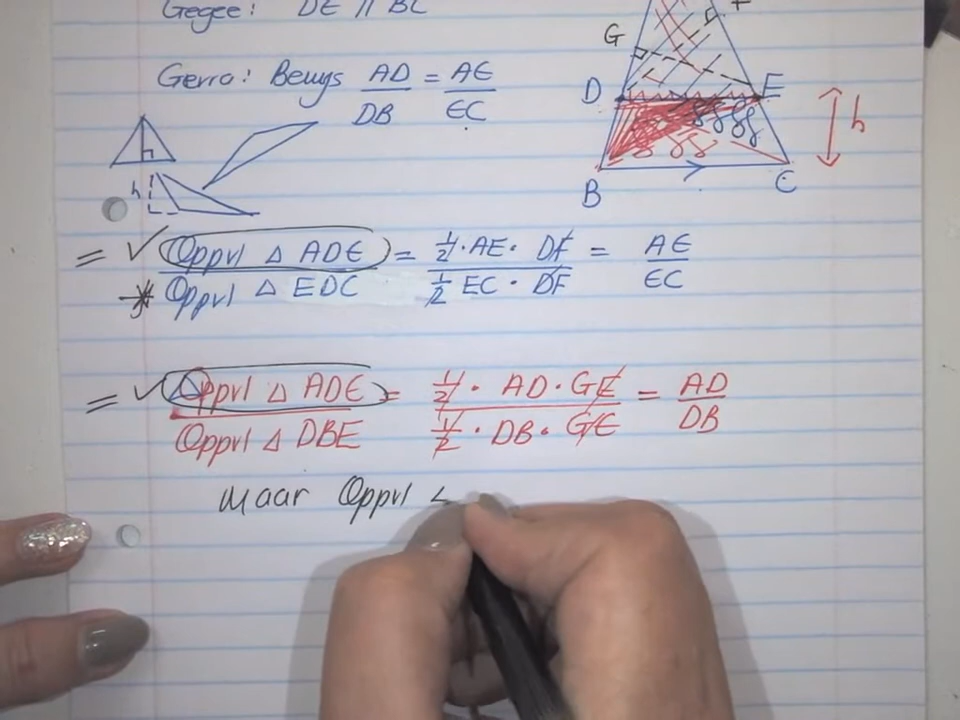 Gegee: DE // BC
F
G
Gevra: Bewys AD/DB = AE/EC
D E
h
h
B C
= ✓ Oppvl △ ADE / Oppvl △ EDC = ½ · AE · DF / ½ EC · DF = AE/EC
= ✓ Oppvl △ ADE / Oppvl △ DBE = ½ · AD · GE / ½ · DB · GE = AD/DB
Maar Oppvl